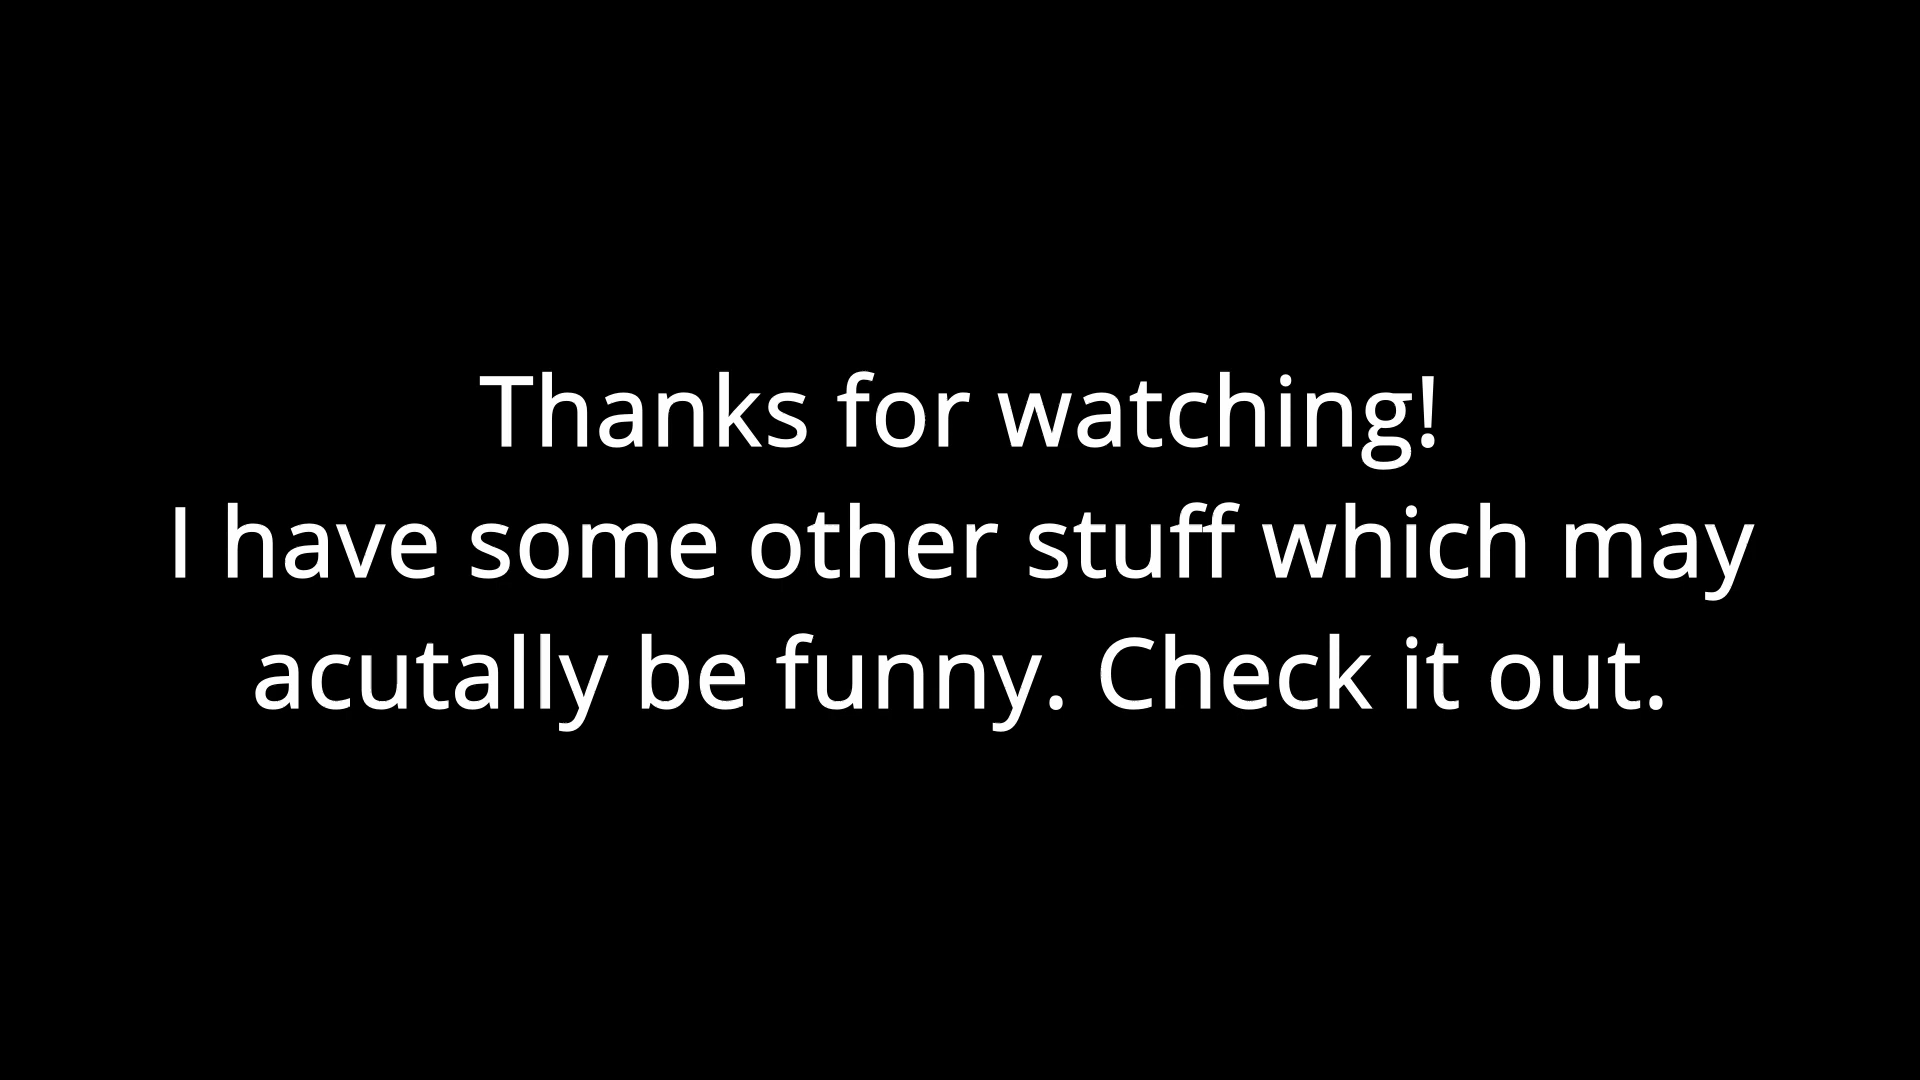 Thanks for watching!
I have some other stuff which may
acutally be funny. Check it out.